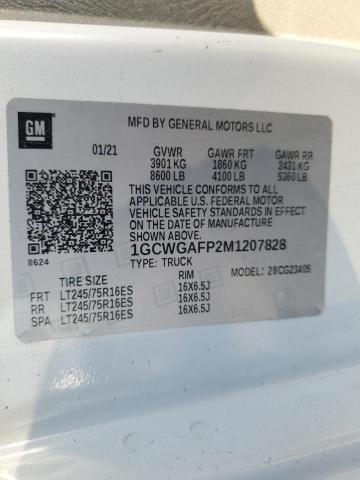 GM
MFD BY GENERAL MOTORS LLC
01/21 GVWR GAWR FRT GAWR RR
3901 KG 1860 KG 2431 KG
8600 LB 4100 LB 5360 LB
THIS VEHICLE CONFORMS TO ALL
APPLICABLE U.S. FEDERAL MOTOR
VEHICLE SAFETY STANDARDS IN EFFECT
ON THE DATE OF MANUFACTURE
SHOWN ABOVE.
1GCWGAFP2M1207828
8624
TYPE: TRUCK MODEL: 28CG23405
TIRE SIZE RIM
FRT LT245/75R16ES 16X6.5J
RR LT245/75R16ES 16X6.5J
SPA LT245/75R16ES 16X6.5J